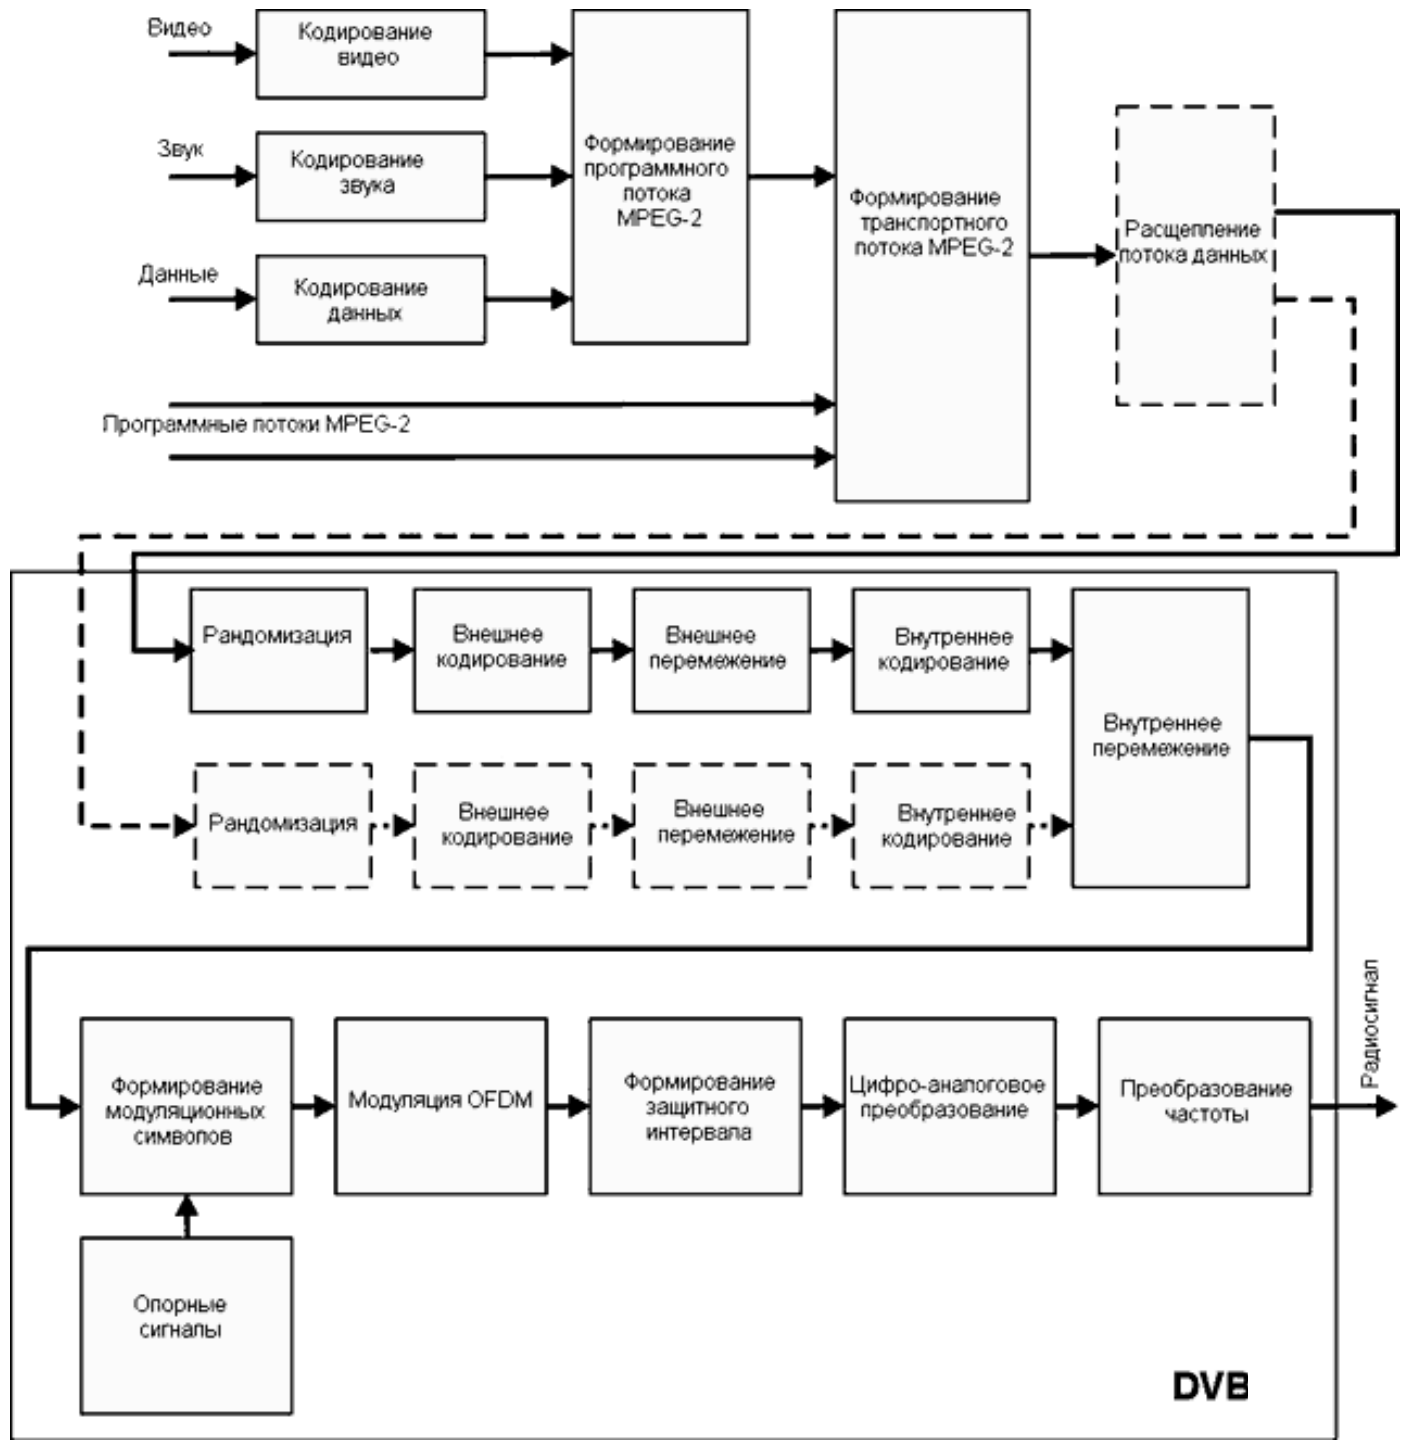 Видео
Кодирование
видео
Звук
Кодирование
звука
Данные
Кодирование
данных
Формирование
программного
потока
MPEG-2
Программные потоки MPEG-2
Формирование
транспортного
потока MPEG-2
Расщепление
потока данных
Рандомизация
Внешнее
кодирование
Внешнее
перемежение
Внутреннее
кодирование
Внутреннее
перемежение
Рандомизация
Внешнее
кодирование
Внешнее
перемежение
Внутреннее
кодирование
Формирование
модуляционных
символов
Модуляция OFDM
Формирование
защитного
интервала
Цифро-аналоговое
преобразование
Преобразование
частоты
Радиосигнал
Опорные
сигналы
DVB